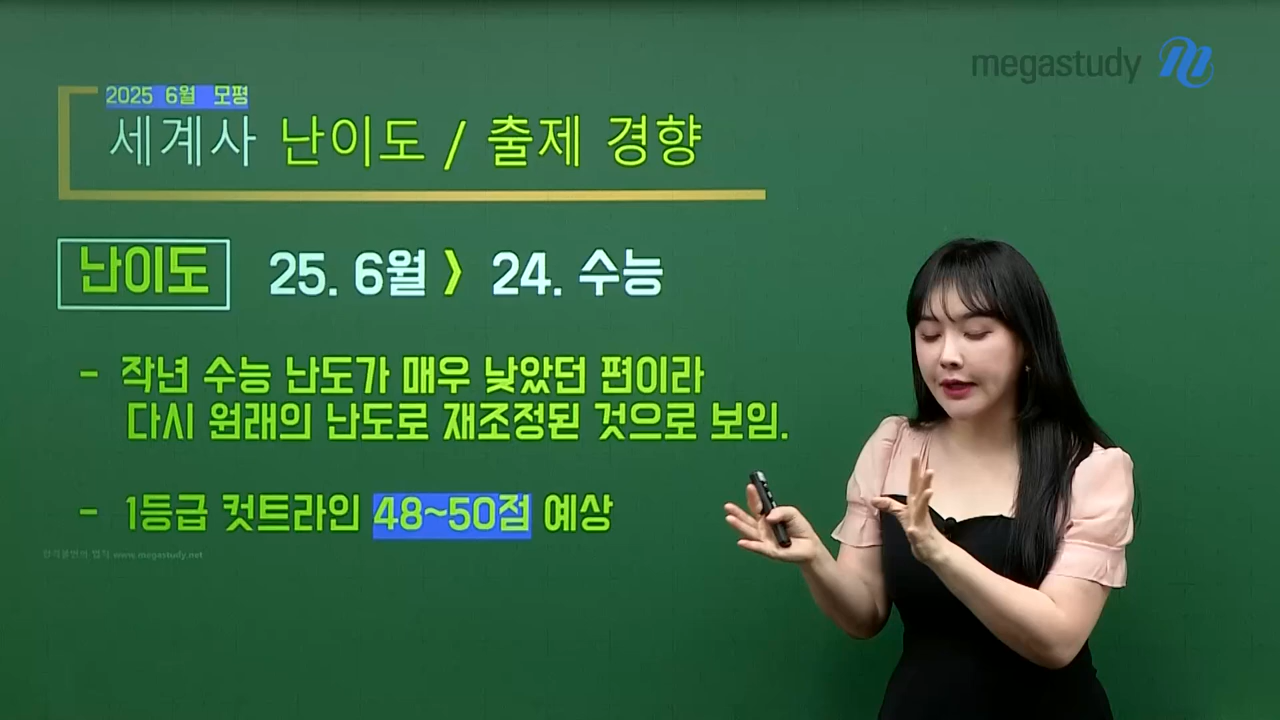 megastudy
2025 6월 모평
세계사 난이도 / 출제 경향
난이도 25. 6월 > 24. 수능
- 작년 수능 난도가 매우 낮았던 편이라
다시 원래의 난도로 재조정된 것으로 보임.
- 1등급 컷트라인 48~50점 예상
www.megastudy.net